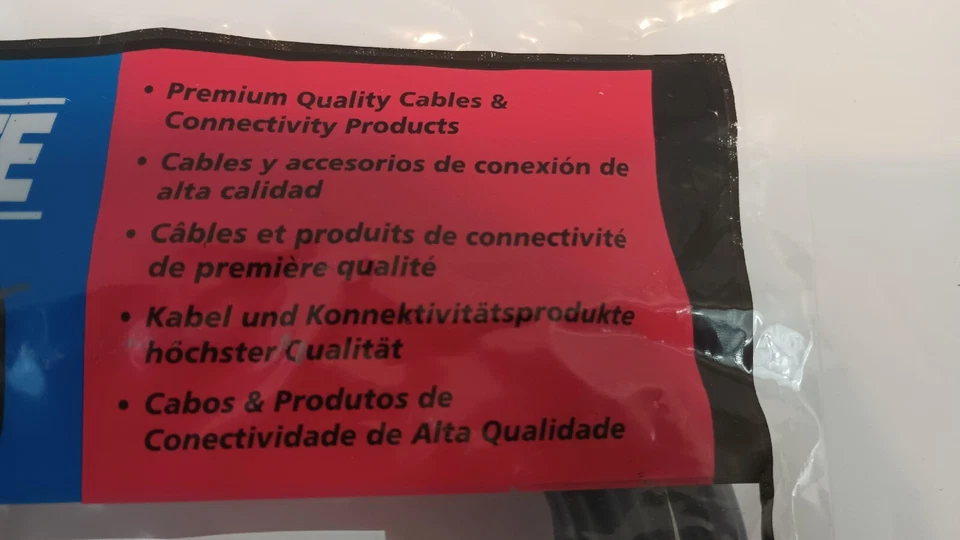 • Premium Quality Cables &
Connectivity Products
• Cables y accesorios de conexión de
alta calidad
• Câbles et produits de connectivité
de première qualité
• Kabel und Konnektivitätsprodukte
höchster Qualität
• Cabos & Produtos de
Conectividade de Alta Qualidade